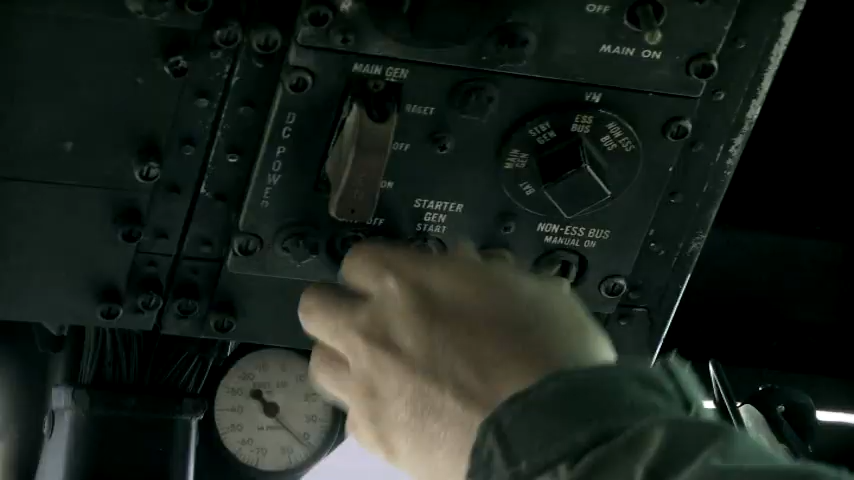 OFF
MAIN ON
MAIN GEN
RESET
OFF
ON
DC POWER
OFF
STARTER
GEN
START
BAT
MAIN
GEN
STBY
GEN
ESS
BUS
NON ESS
BUS
NON-ESS BUS
MANUAL ON